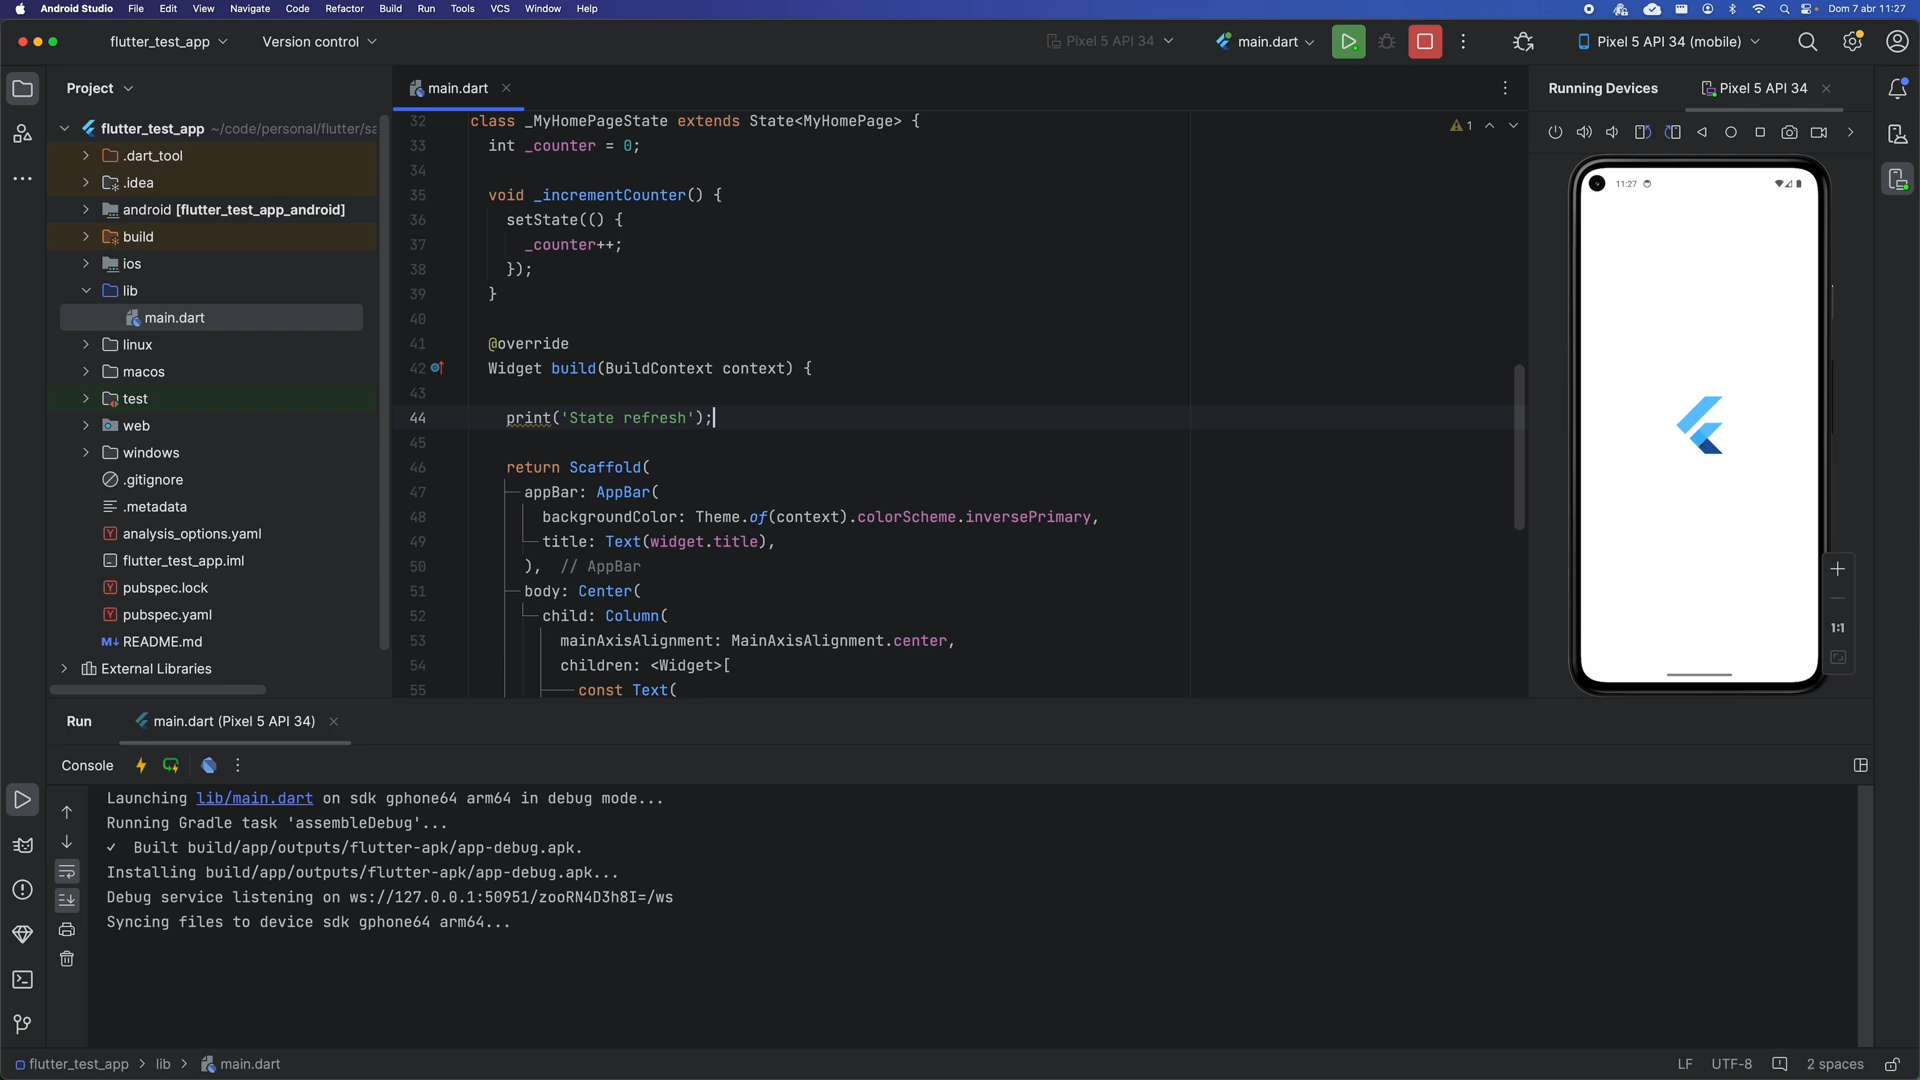 Android Studio File Edit View Navigate Code Refactor Build Run Tools VCS Window Help
Dom 7 abr 11:27
flutter_test_app
Version control
Pixel 5 API 34
main.dart
Pixel 5 API 34 (mobile)
Project
flutter_test_app ~/code/personal/flutter/sa
.dart_tool
.idea
android [flutter_test_app_android]
build
ios
lib
main.dart
linux
macos
test
web
windows
.gitignore
.metadata
analysis_options.yaml
flutter_test_app.iml
pubspec.lock
pubspec.yaml
README.md
External Libraries
main.dart
1
32 class _MyHomePageState extends State<MyHomePage> {
33 int _counter = 0;
34
35 void _incrementCounter() {
36 setState(() {
37 _counter++;
38 });
39 }
40
41 @override
42 Widget build(BuildContext context) {
43
44 print('State refresh');
45
46 return Scaffold(
47 appBar: AppBar(
48 backgroundColor: Theme.of(context).colorScheme.inversePrimary,
49 title: Text(widget.title),
50 ), // AppBar
51 body: Center(
52 child: Column(
53 mainAxisAlignment: MainAxisAlignment.center,
54 children: <Widget>[
55 const Text(
Running Devices
Pixel 5 API 34
11:27
1:1
Run
main.dart (Pixel 5 API 34)
Console
Launching lib/main.dart on sdk gphone64 arm64 in debug mode...
Running Gradle task 'assembleDebug'...
✓ Built build/app/outputs/flutter-apk/app-debug.apk.
Installing build/app/outputs/flutter-apk/app-debug.apk...
Debug service listening on ws://127.0.0.1:50951/zooRN4D3h8I=/ws
Syncing files to device sdk gphone64 arm64...
flutter_test_app > lib > main.dart
LF UTF-8 2 spaces